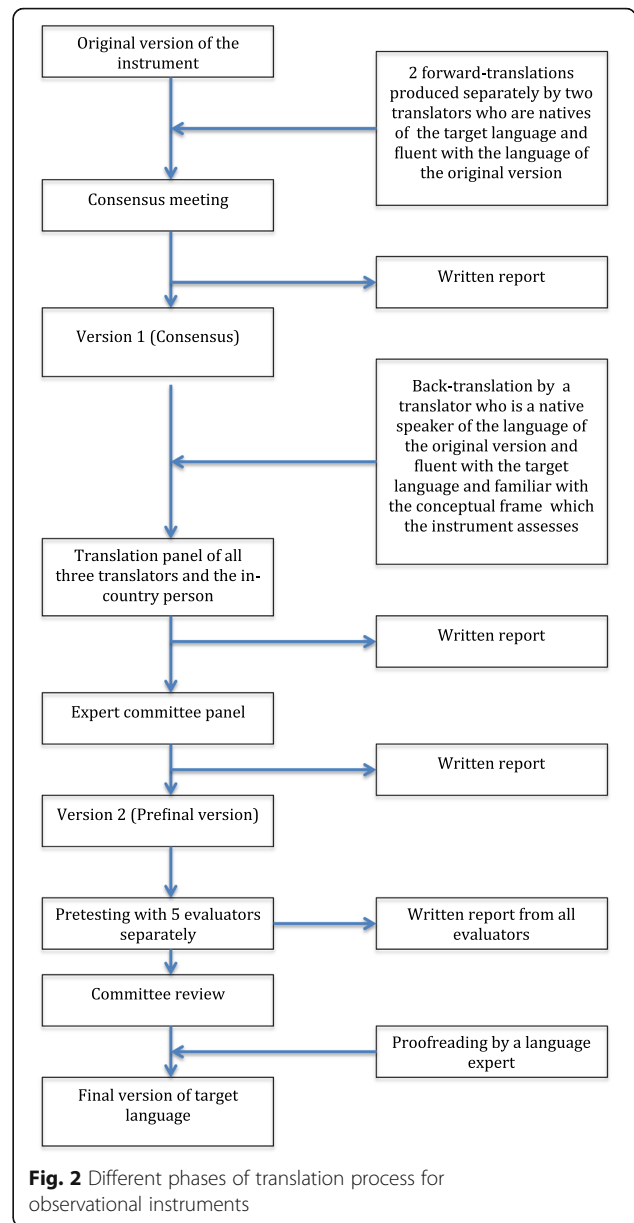 Original version of the
instrument
2 forward-translations
produced separately by two
translators who are natives
of the target language and
fluent with the language of
the original version
Consensus meeting
Written report
Version 1 (Consensus)
Back-translation by a
translator who is a native
speaker of the language of
the original version and
fluent with the target
language and familiar with
the conceptual frame which
the instrument assesses
Translation panel of all
three translators and the in-
country person
Written report
Expert committee panel
Written report
Version 2 (Prefinal version)
Pretesting with 5 evaluators
separately
Written report from all
evaluators
Committee review
Proofreading by a language
expert
Final version of target
language
Fig. 2 Different phases of translation process for
observational instruments